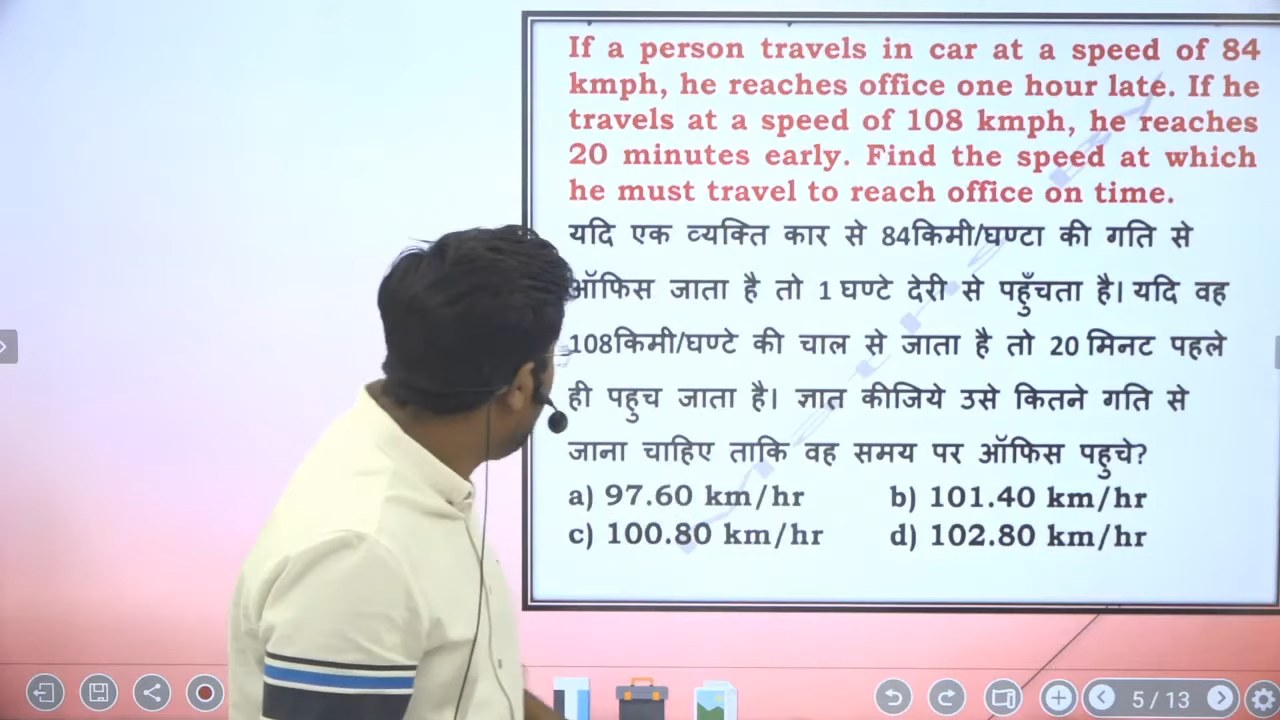 If a person travels in car at a speed of 84
kmph, he reaches office one hour late. If he
travels at a speed of 108 kmph, he reaches
20 minutes early. Find the speed at which
he must travel to reach office on time.
यदि एक व्यक्ति कार से 84किमी/घण्टा की गति से
ऑफिस जाता है तो 1 घण्टे देरी से पहुँचता है। यदि वह
108किमी/घण्टे की चाल से जाता है तो 20 मिनट पहले
ही पहुच जाता है। ज्ञात कीजिये उसे कितने गति से
जाना चाहिए ताकि वह समय पर ऑफिस पहुचे?
a) 97.60 km/hr b) 101.40 km/hr
c) 100.80 km/hr d) 102.80 km/hr
5 / 13